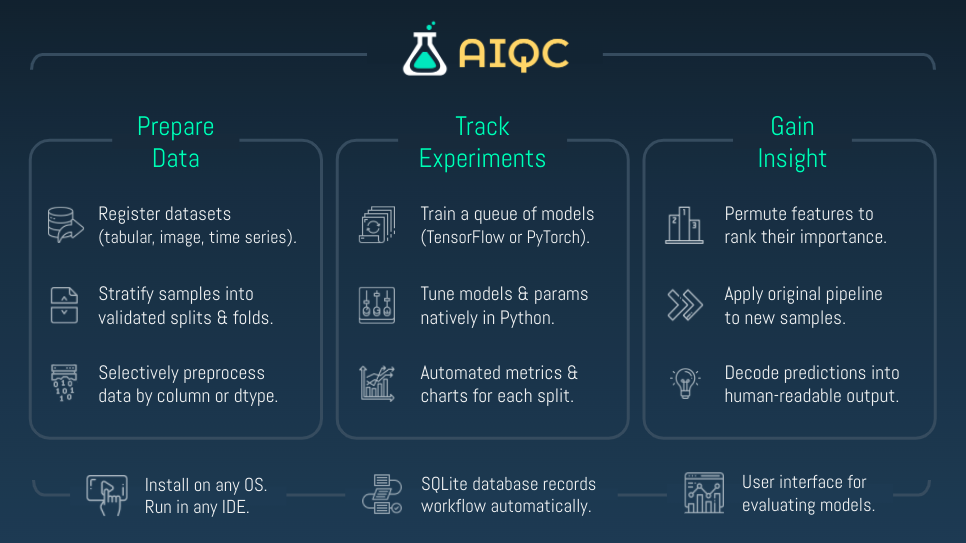 AIQC
Prepare
Data
Register datasets
(tabular, image, time series).
Stratify samples into
validated splits & folds.
Selectively preprocess
data by column or dtype.
Track
Experiments
Train a queue of models
(TensorFlow or PyTorch).
Tune models & params
natively in Python.
Automated metrics &
charts for each split.
Gain
Insight
2 1 3
Permute features to
rank their importance.
Apply original pipeline
to new samples.
Decode predictions into
human-readable output.
Install on any OS.
Run in any IDE.
SQLite database records
workflow automatically.
User interface for
evaluating models.